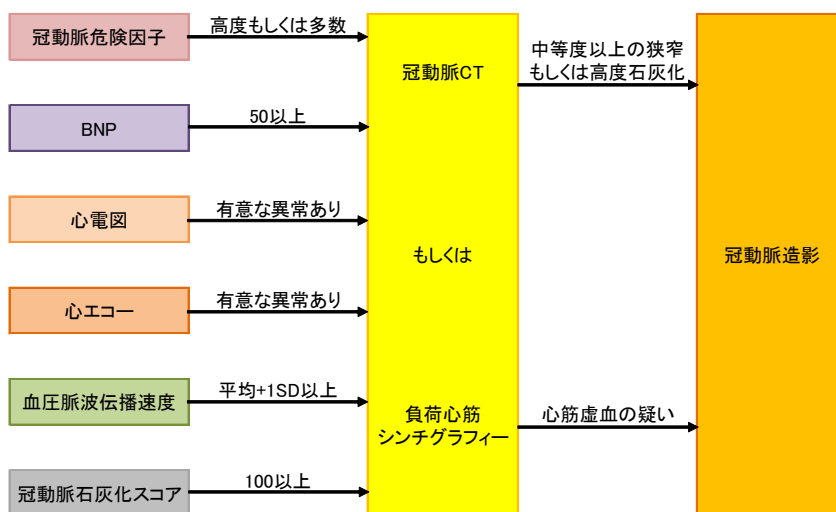 冠動脈危険因子
高度もしくは多数
BNP
50以上
心電図
有意な異常あり
心エコー
有意な異常あり
血圧脈波伝播速度
平均+1SD以上
冠動脈石灰化スコア
100以上
冠動脈CT
もしくは
負荷心筋
シンチグラフィー
中等度以上の狭窄
もしくは高度石灰化
心筋虚血の疑い
冠動脈造影